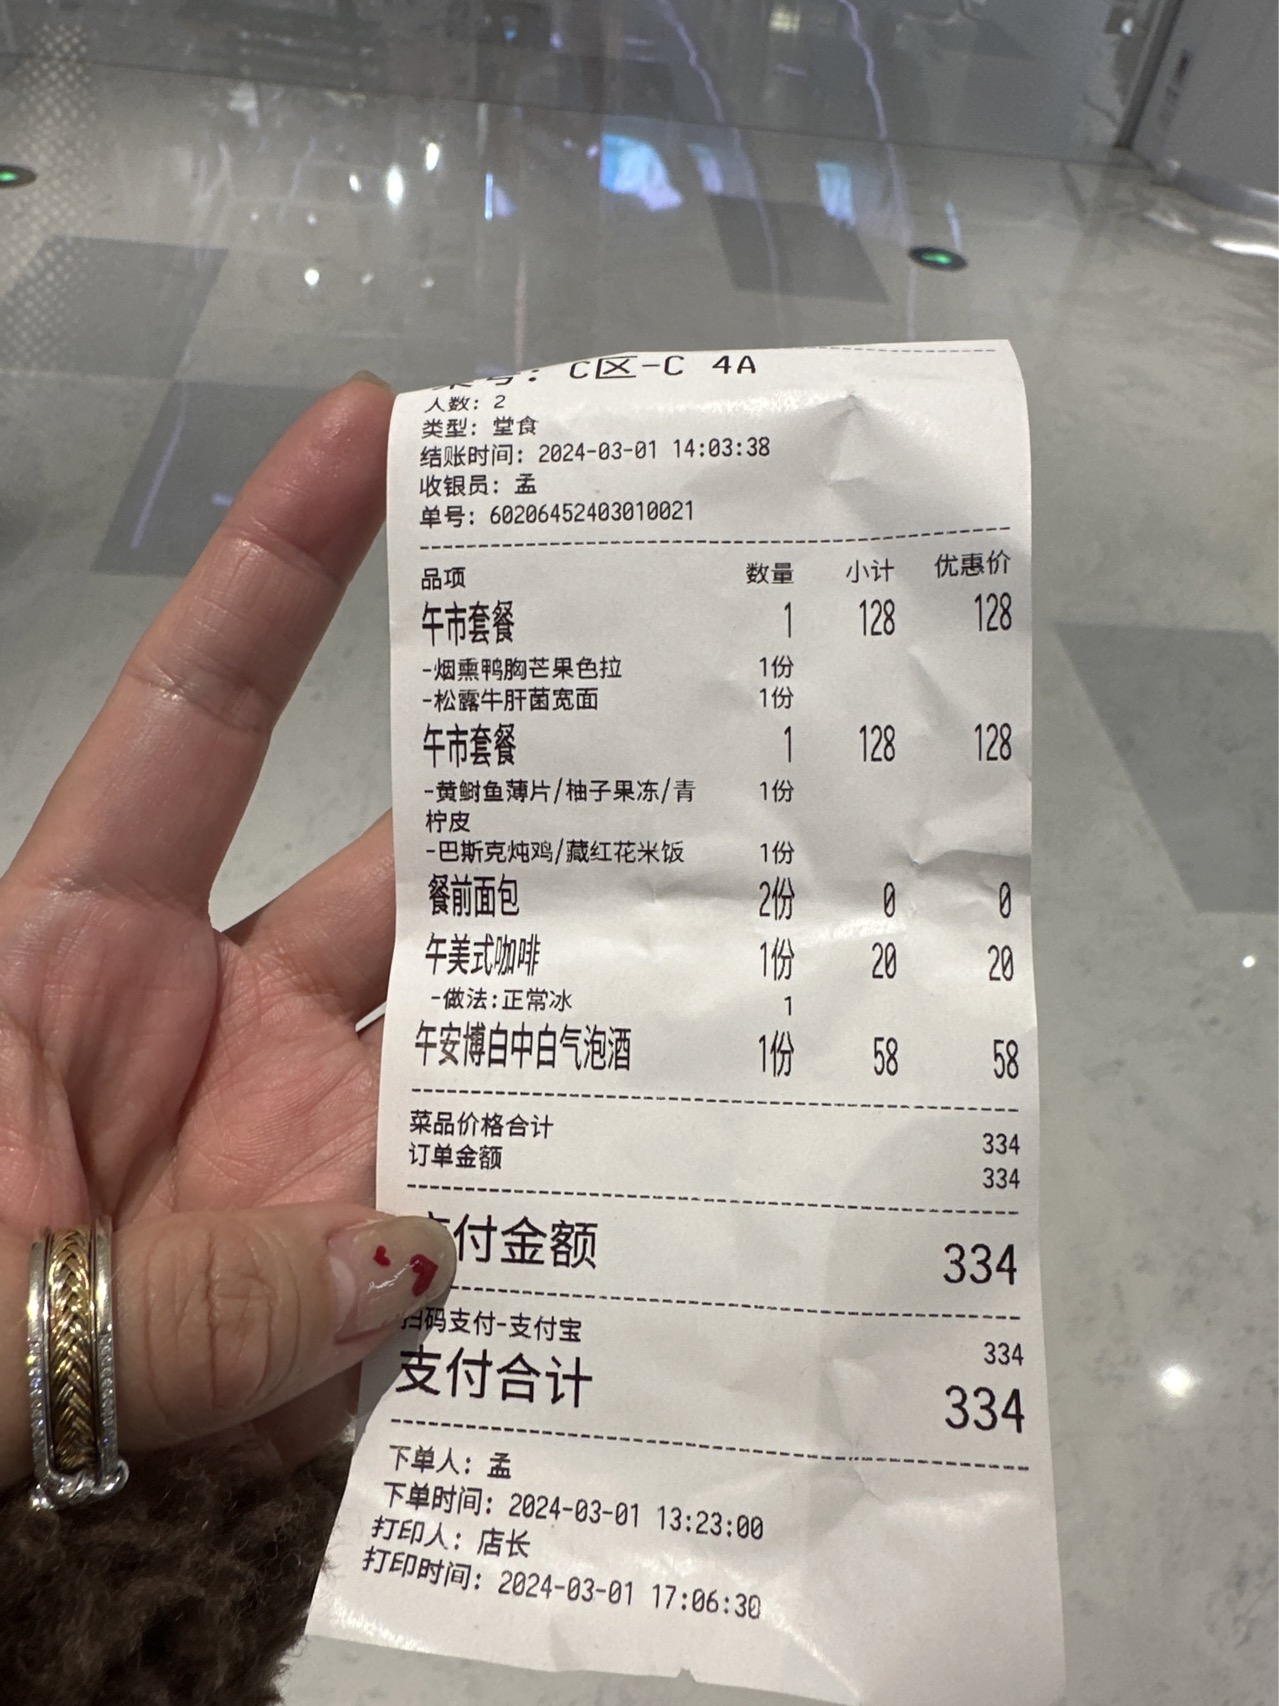 号: C区-C 4A
人数: 2
类型: 堂食
结账时间: 2024-03-01 14:03:38
收银员: 孟
单号: 60206452403010021
品项 数量 小计 优惠价
午市套餐 1 128 128
-烟熏鸭胸芒果色拉 1份
-松露牛肝菌宽面 1份
午市套餐 1 128 128
-黄鲥鱼薄片/柚子果冻/青 1份
柠皮
-巴斯克炖鸡/藏红花米饭 1份
餐前面包 2份 0 0
午美式咖啡 1份 20 20
-做法:正常冰 1
午安博白中白气泡酒 1份 58 58
菜品价格合计 334
订单金额 334
付金额 334
扫码支付-支付宝 334
支付合计 334
下单人: 孟
下单时间: 2024-03-01 13:23:00
打印人: 店长
打印时间: 2024-03-01 17:06:30